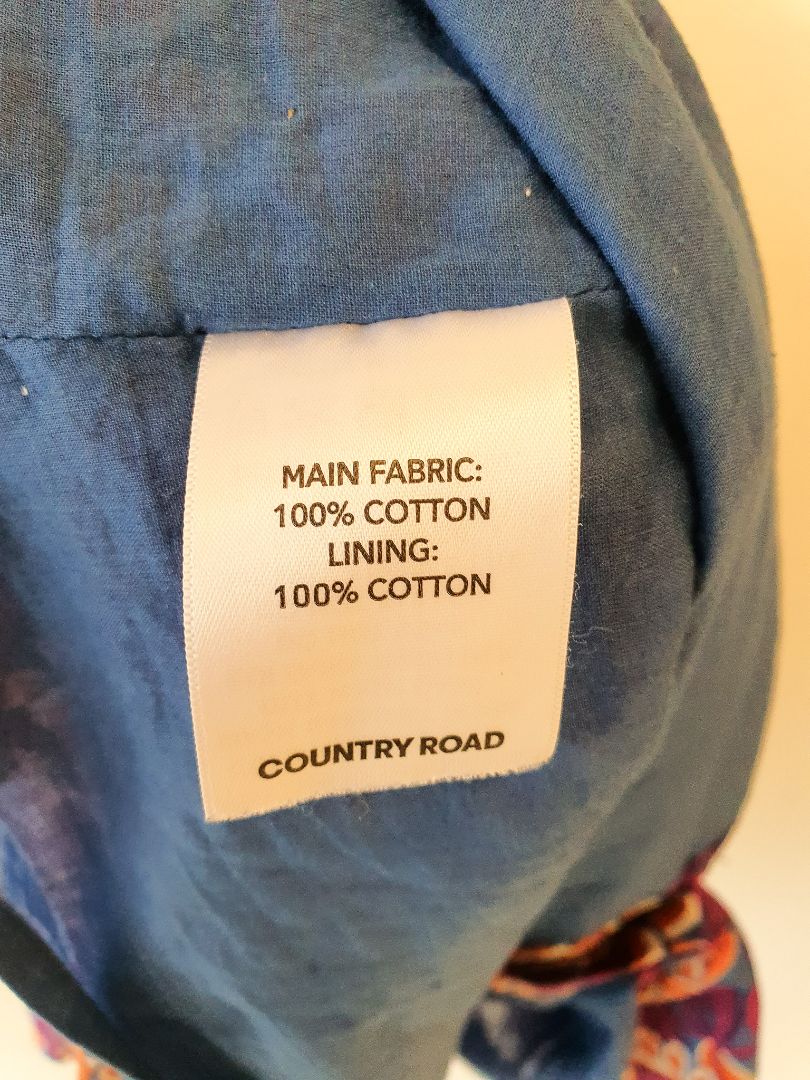 MAIN FABRIC:
100% COTTON
LINING:
100% COTTON
COUNTRY ROAD